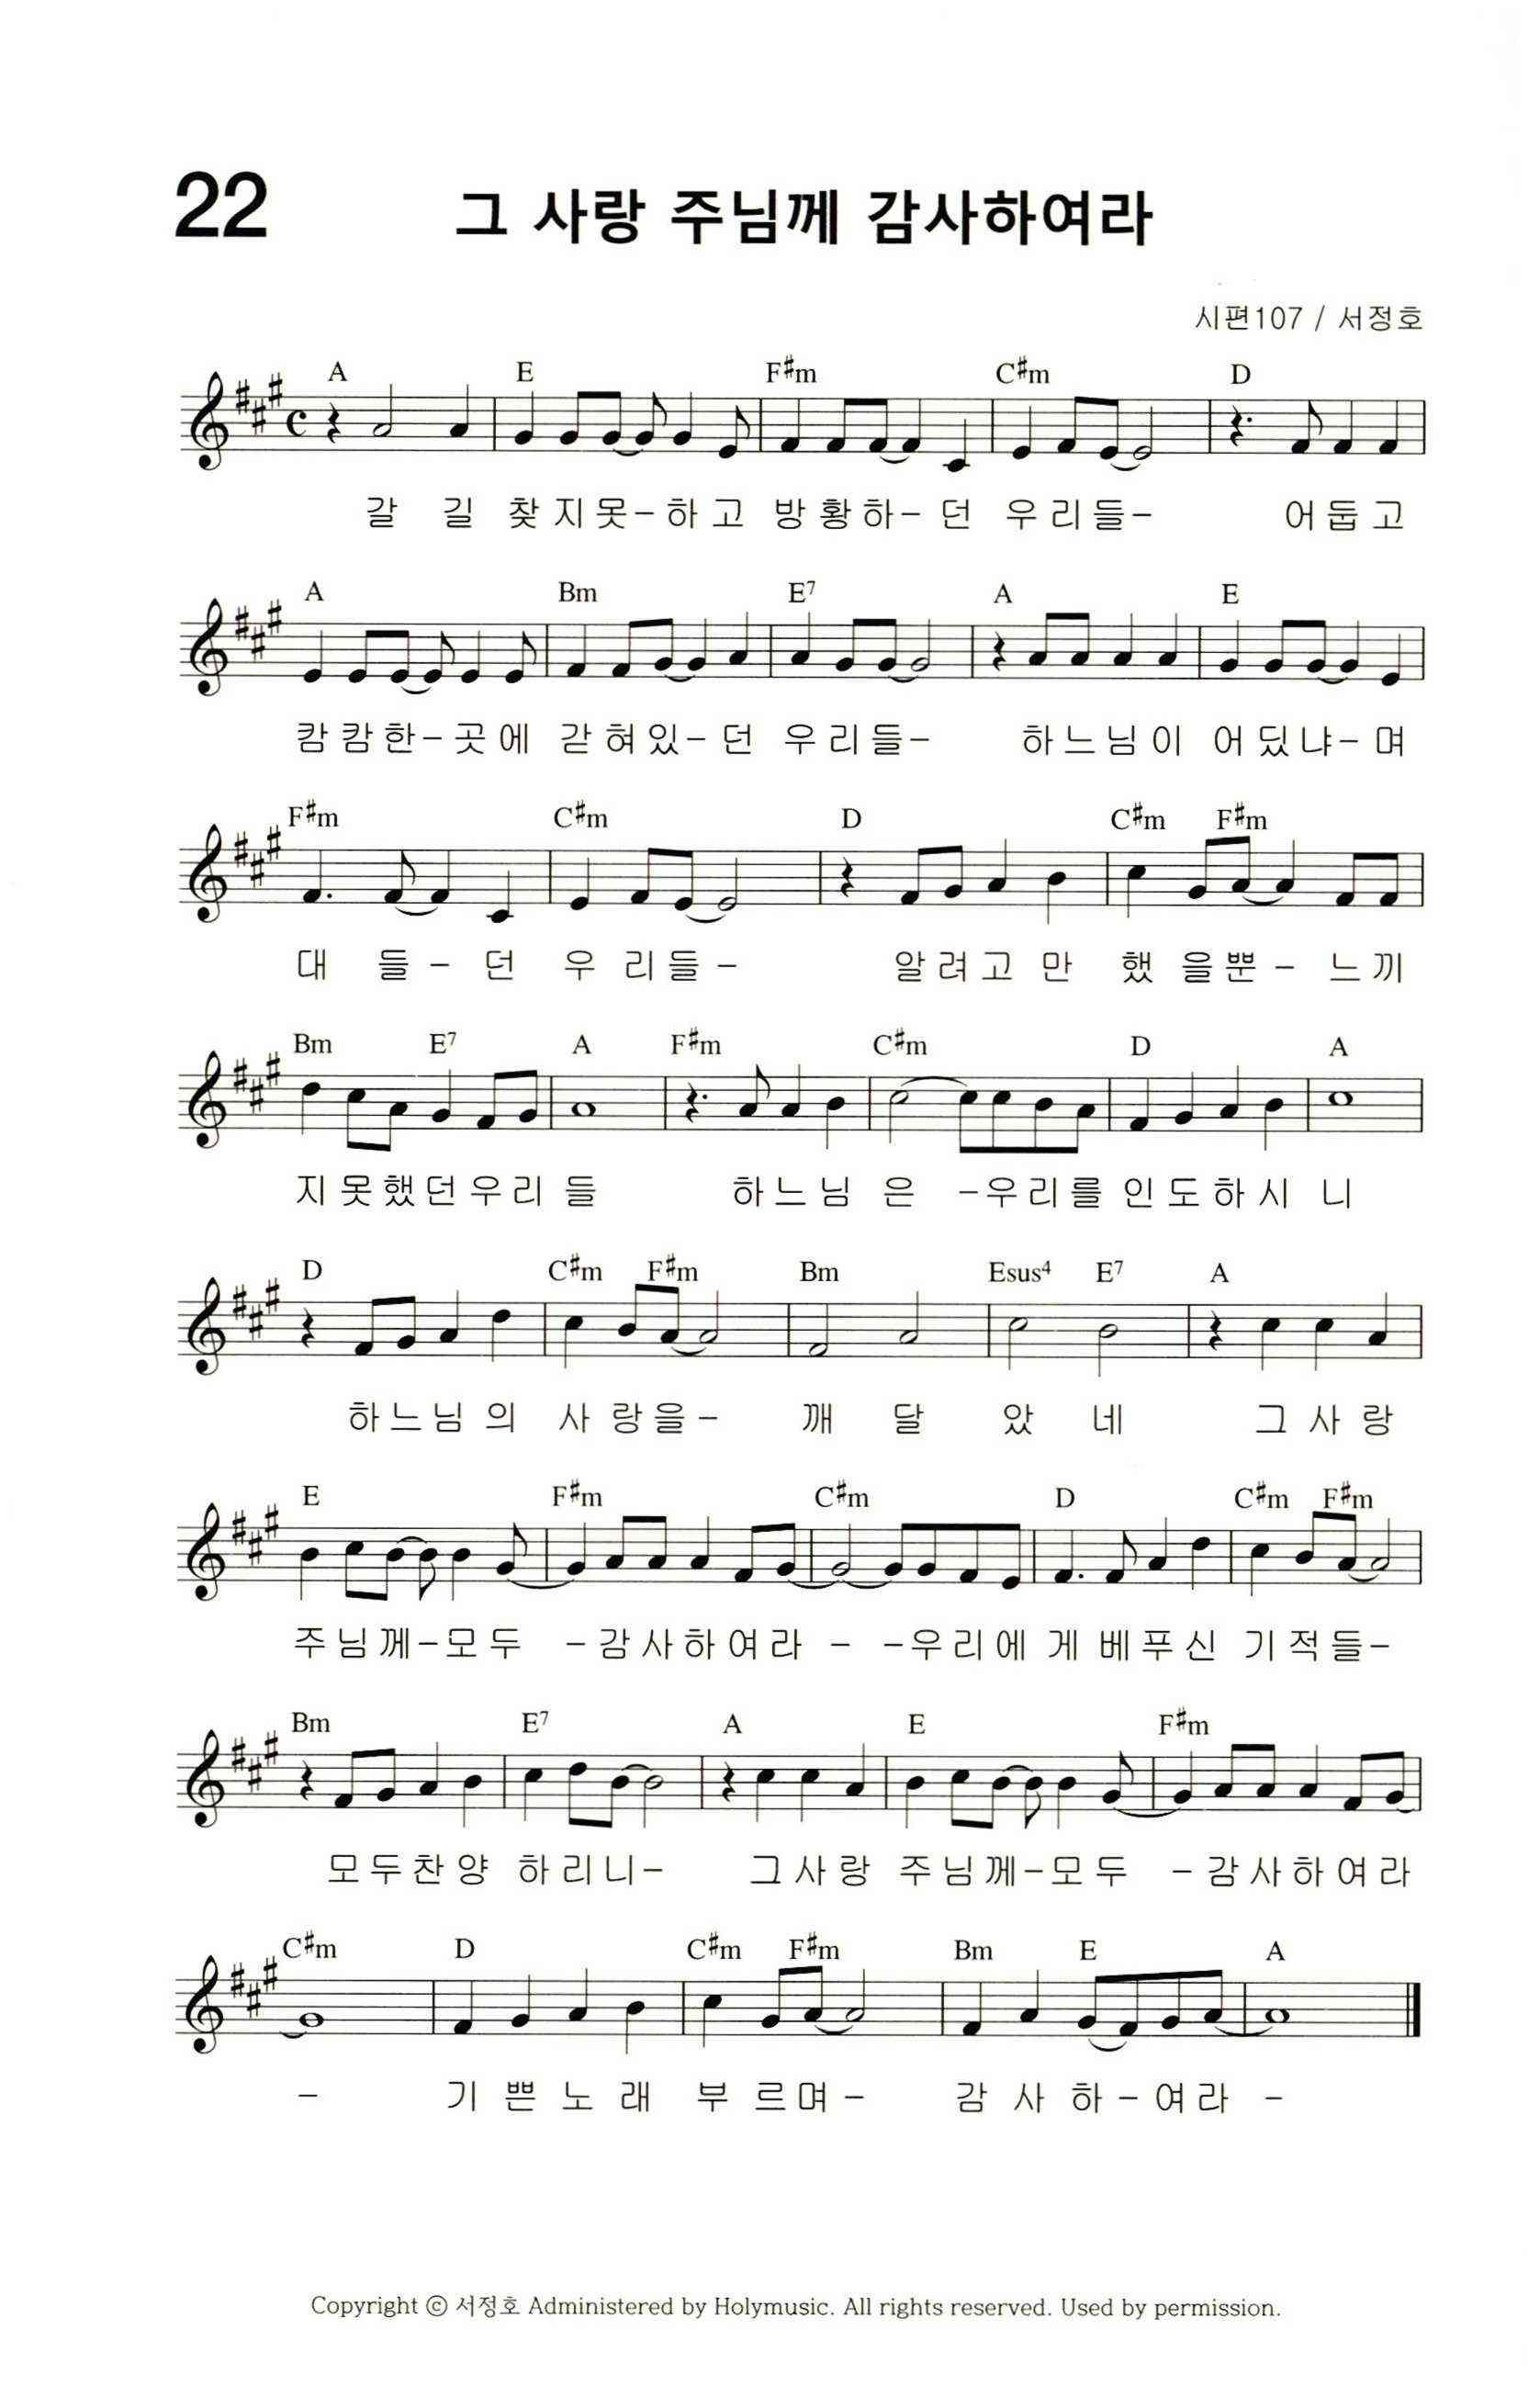 22
그 사랑 주님께 감사하여라
시편107 / 서정호
A E F#m C#m D
갈 길 찾지못-하고 방황하-던 우리들- 어둡고
A Bm E7 A E
캄캄한-곳에 갇혀있-던 우리들- 하느님이 어딨냐-며
F#m C#m D C#m F#m
대 들-던 우 리들- 알려고 만 했 을뿐- 느끼
Bm E7 A F#m C#m D A
지못했던우리 들 하느님 은 -우리를 인도하시 니
D C#m F#m Bm Esus4 E7 A
하느님 의 사 랑을- 깨 달 았 네 그 사 랑
E F#m C#m D C#m F#m
주님께-모두 -감사하여라 - -우리에 게 베푸신 기적들-
Bm E7 A E F#m
모두찬양 하리니- 그사랑 주님께-모두 -감사하여라
C#m D C#m F#m Bm E A
- 기 쁜 노 래 부 르며- 감 사 하-여라 -
Copyright ⓒ 서정호 Administered by Holymusic. All rights reserved. Used by permission.